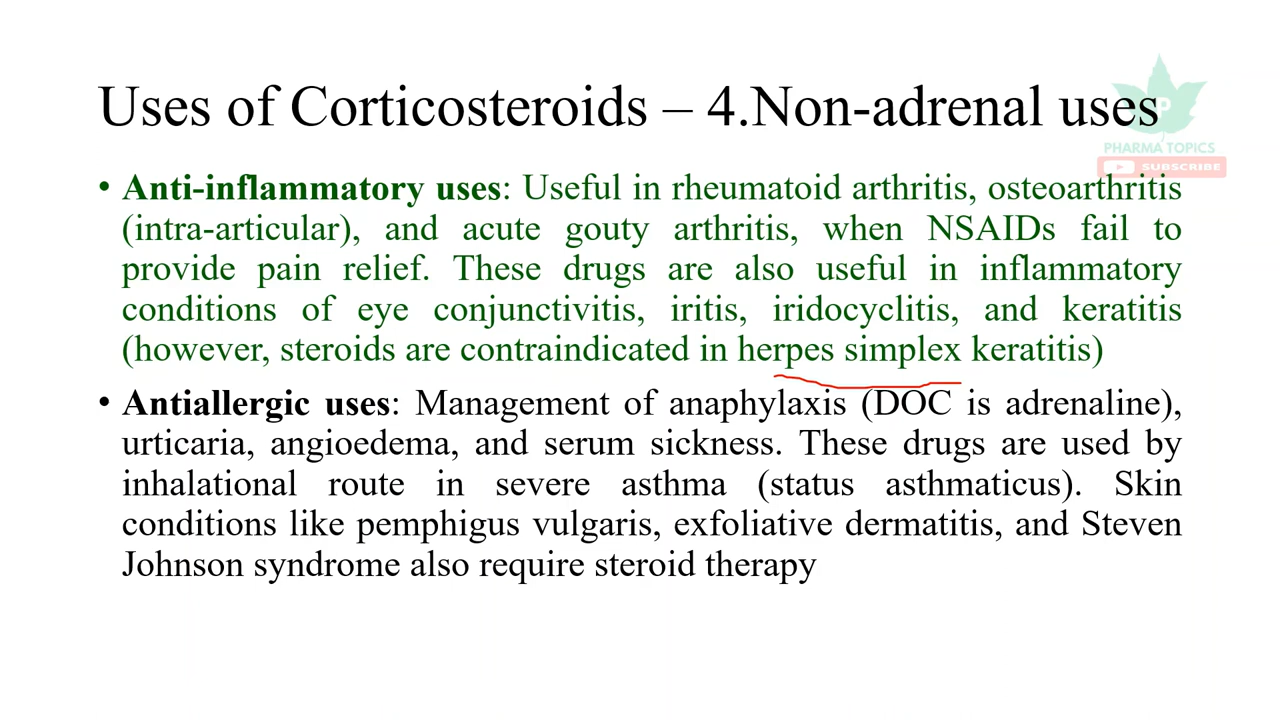 Uses of Corticosteroids – 4.Non-adrenal uses
P
PHARMA TOPICS
SUBSCRIBE
• Anti-inflammatory uses: Useful in rheumatoid arthritis, osteoarthritis
(intra-articular), and acute gouty arthritis, when NSAIDs fail to
provide pain relief. These drugs are also useful in inflammatory
conditions of eye conjunctivitis, iritis, iridocyclitis, and keratitis
(however, steroids are contraindicated in herpes simplex keratitis)
• Antiallergic uses: Management of anaphylaxis (DOC is adrenaline),
urticaria, angioedema, and serum sickness. These drugs are used by
inhalational route in severe asthma (status asthmaticus). Skin
conditions like pemphigus vulgaris, exfoliative dermatitis, and Steven
Johnson syndrome also require steroid therapy